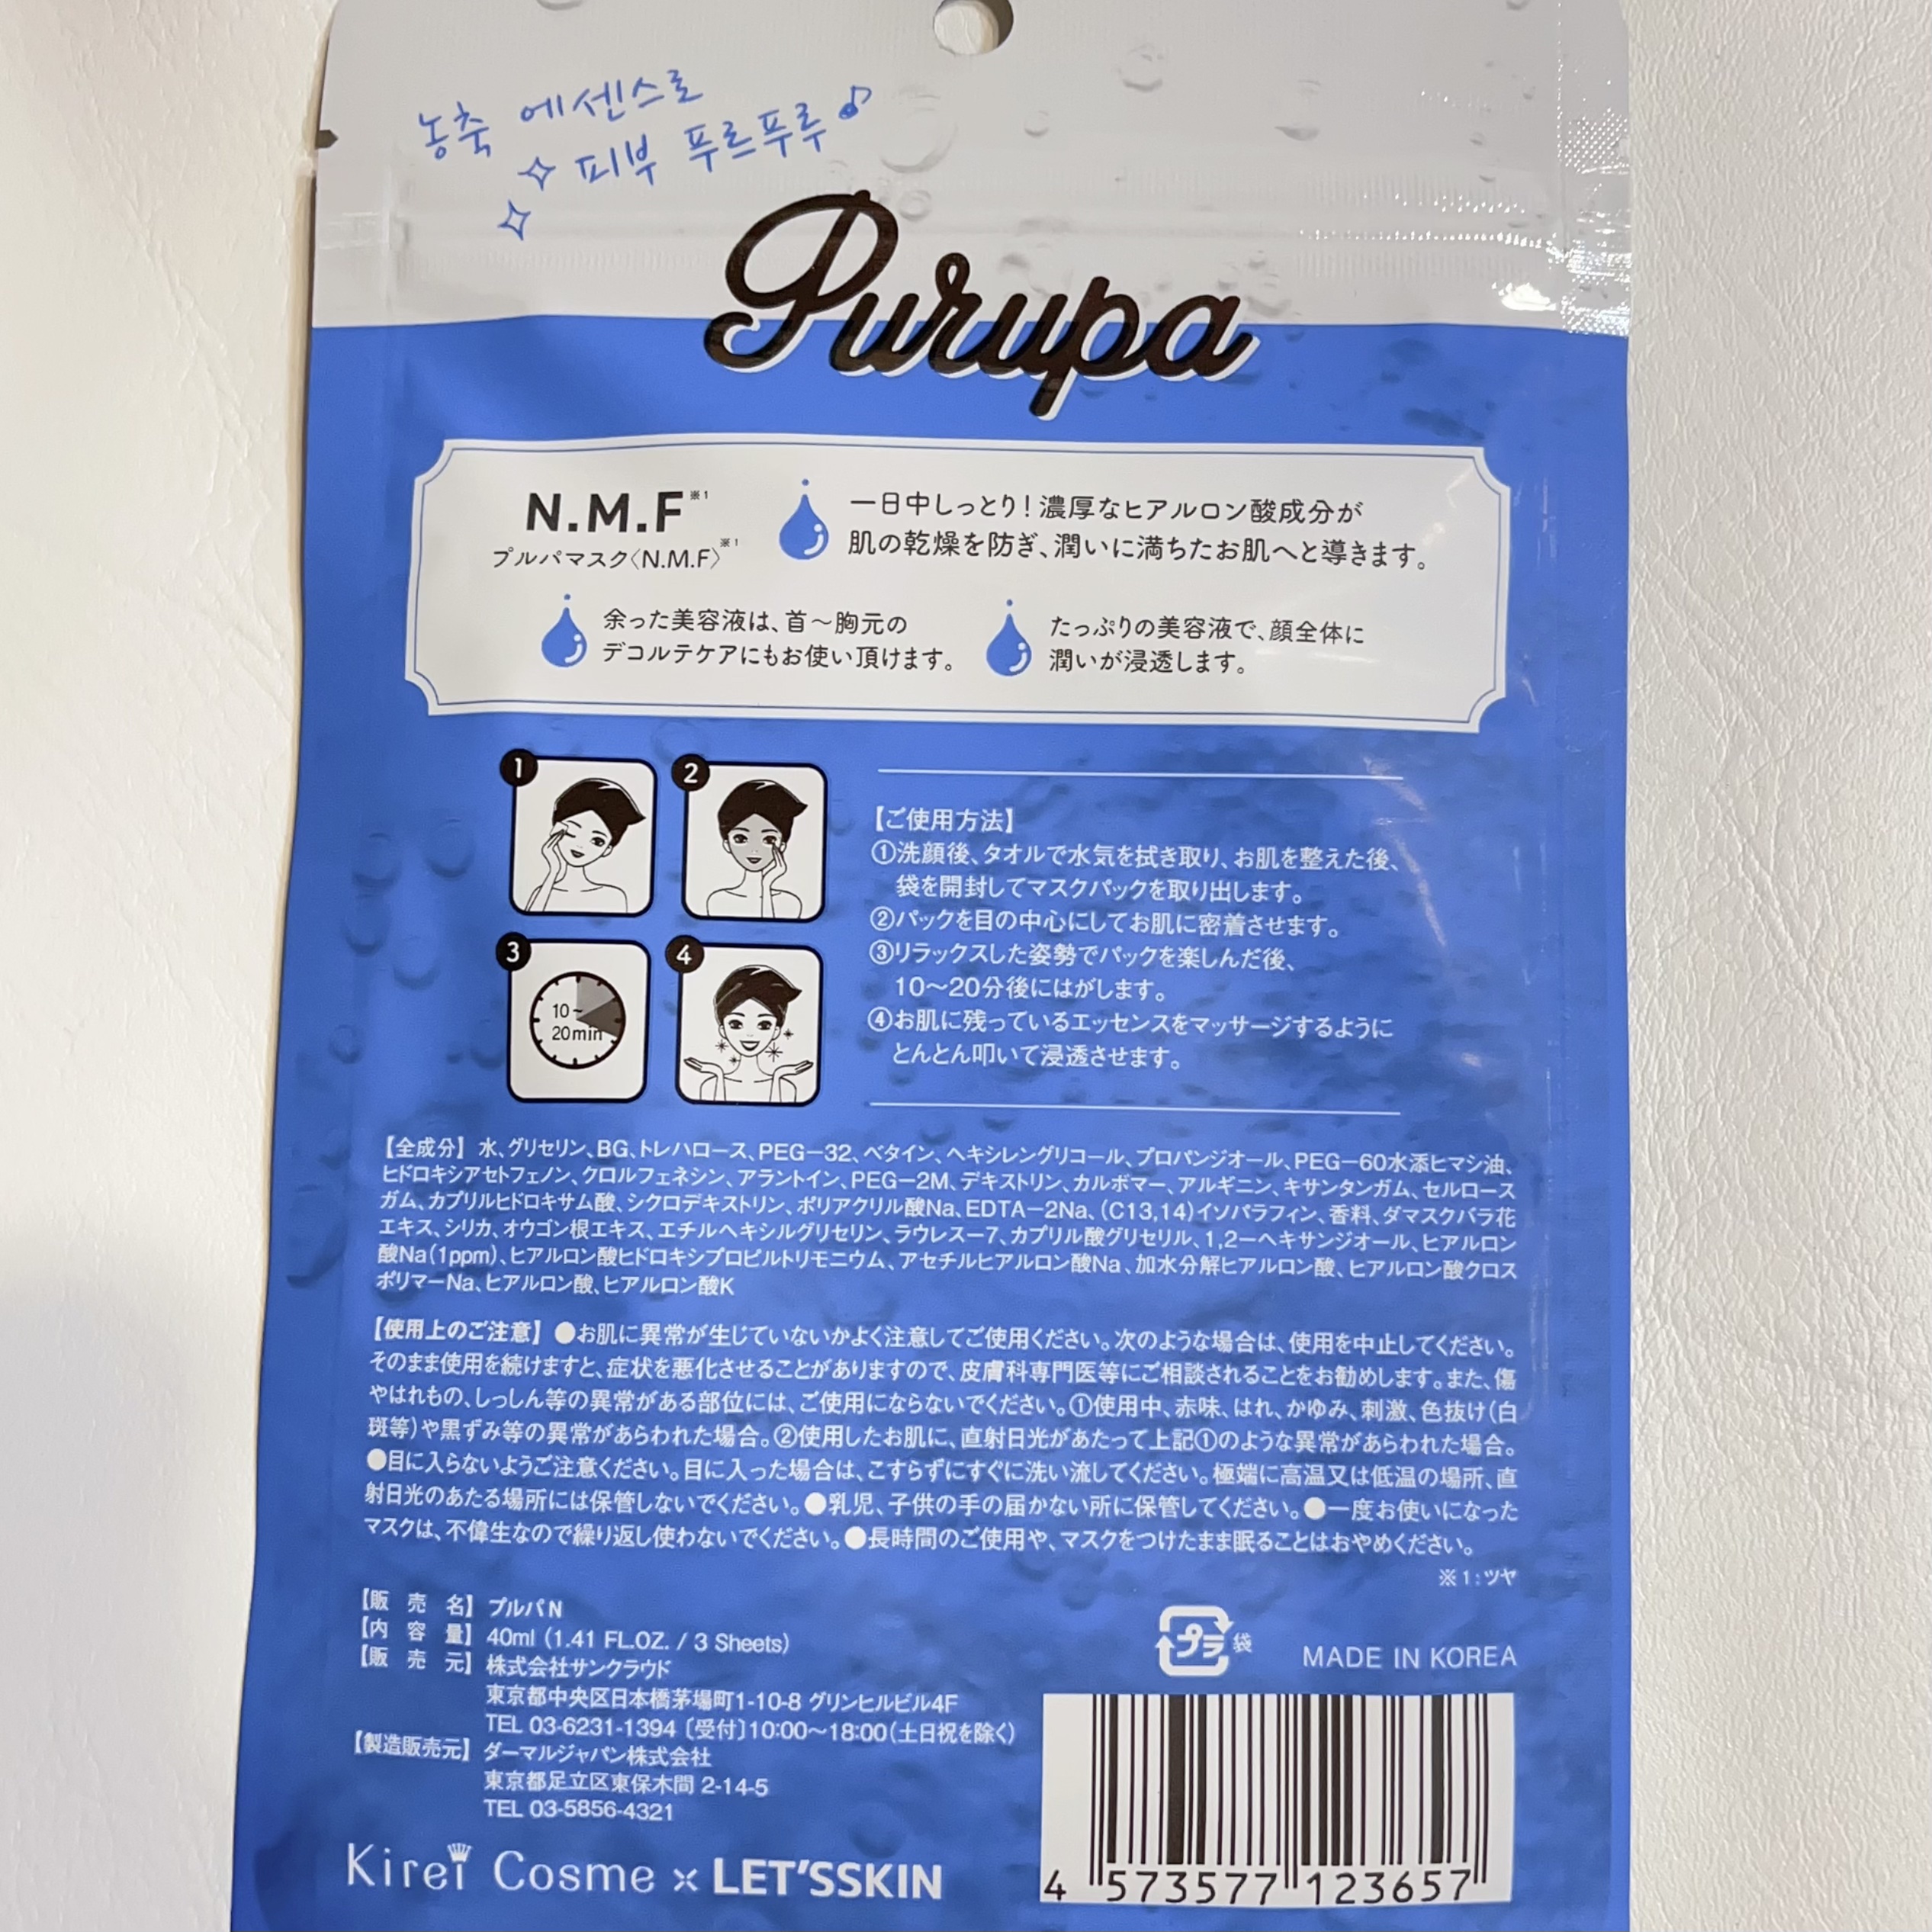 농축 에센스로
피부 푸르푸루♪
Purupa
N.M.F※1
プルパマスク〈N.M.F〉※1
一日中しっとり!濃厚なヒアルロン酸成分が
肌の乾燥を防ぎ、潤いに満ちたお肌へと導きます。
余った美容液は、首〜胸元の
デコルテケアにもお使い頂けます。
たっぷりの美容液で、顔全体に
潤いが浸透します。
1
2
3
10~
20min
4
【ご使用方法】
①洗顔後、タオルで水気を拭き取り、お肌を整えた後、
袋を開封してマスクパックを取り出します。
②パックを目の中心にしてお肌に密着させます。
③リラックスした姿勢でパックを楽しんだ後、
10〜20分後にはがします。
④お肌に残っているエッセンスをマッサージするように
とんとん叩いて浸透させます。
【全成分】水、グリセリン、BG、トレハロース、PEG−32、ベタイン、ヘキシレングリコール、プロパンジオール、PEG−60水添ヒマシ油、
ヒドロキシアセトフェノン、クロルフェネシン、アラントイン、PEG−2M、デキストリン、カルボマー、アルギニン、キサンタンガム、セルロース
ガム、カプリルヒドロキサム酸、シクロデキストリン、ポリアクリル酸Na、EDTA−2Na、(C13,14)イソパラフィン、香料、ダマスクバラ花
エキス、シリカ、オウゴン根エキス、エチルヘキシルグリセリン、ラウレス−7、カプリル酸グリセリル、1,2−ヘキサンジオール、ヒアルロン
酸Na(1ppm)、ヒアルロン酸ヒドロキシプロピルトリモニウム、アセチルヒアルロン酸Na、加水分解ヒアルロン酸、ヒアルロン酸クロス
ポリマーNa、ヒアルロン酸、ヒアルロン酸K
【使用上のご注意】●お肌に異常が生じていないかよく注意してご使用ください。次のような場合は、使用を中止してください。
そのまま使用を続けますと、症状を悪化させることがありますので、皮膚科専門医等にご相談されることをお勧めします。また、傷
やはれもの、しっしん等の異常がある部位には、ご使用にならないでください。①使用中、赤味、はれ、かゆみ、刺激、色抜け(白
斑等)や黒ずみ等の異常があらわれた場合。②使用したお肌に、直射日光があたって上記①のような異常があらわれた場合。
●目に入らないようご注意ください。目に入った場合は、こすらずにすぐに洗い流してください。極端に高温又は低温の場所、直
射日光のあたる場所には保管しないでください。●乳児、子供の手の届かない所に保管してください。●一度お使いになった
マスクは、不偉生なので繰り返し使わないでください。●長時間のご使用や、マスクをつけたまま眠ることはおやめください。
※1:ツヤ
【販売名】プルパN
【内容量】40ml (1.41 FL.OZ. / 3 Sheets)
【販売元】株式会社サンクラウド
東京都中央区日本橋茅場町1-10-8 グリンヒルビル4F
TEL 03-6231-1394〔受付〕10:00〜18:00(土日祝を除く)
【製造販売元】ダーマルジャパン株式会社
東京都足立区東保木間 2-14-5
TEL 03-5856-4321
プラ 袋
MADE IN KOREA
Kirei Cosme × LET'SSKIN
4 573577 123657